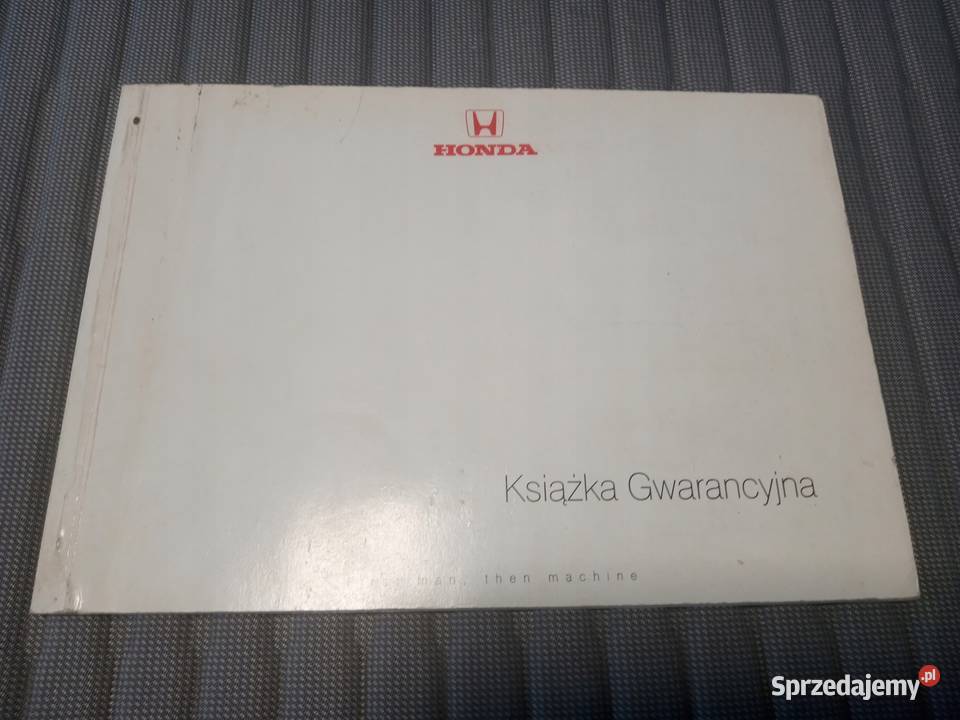 HONDA
Książka Gwarancyjna
man, then machine
Sprzedajemy.pl